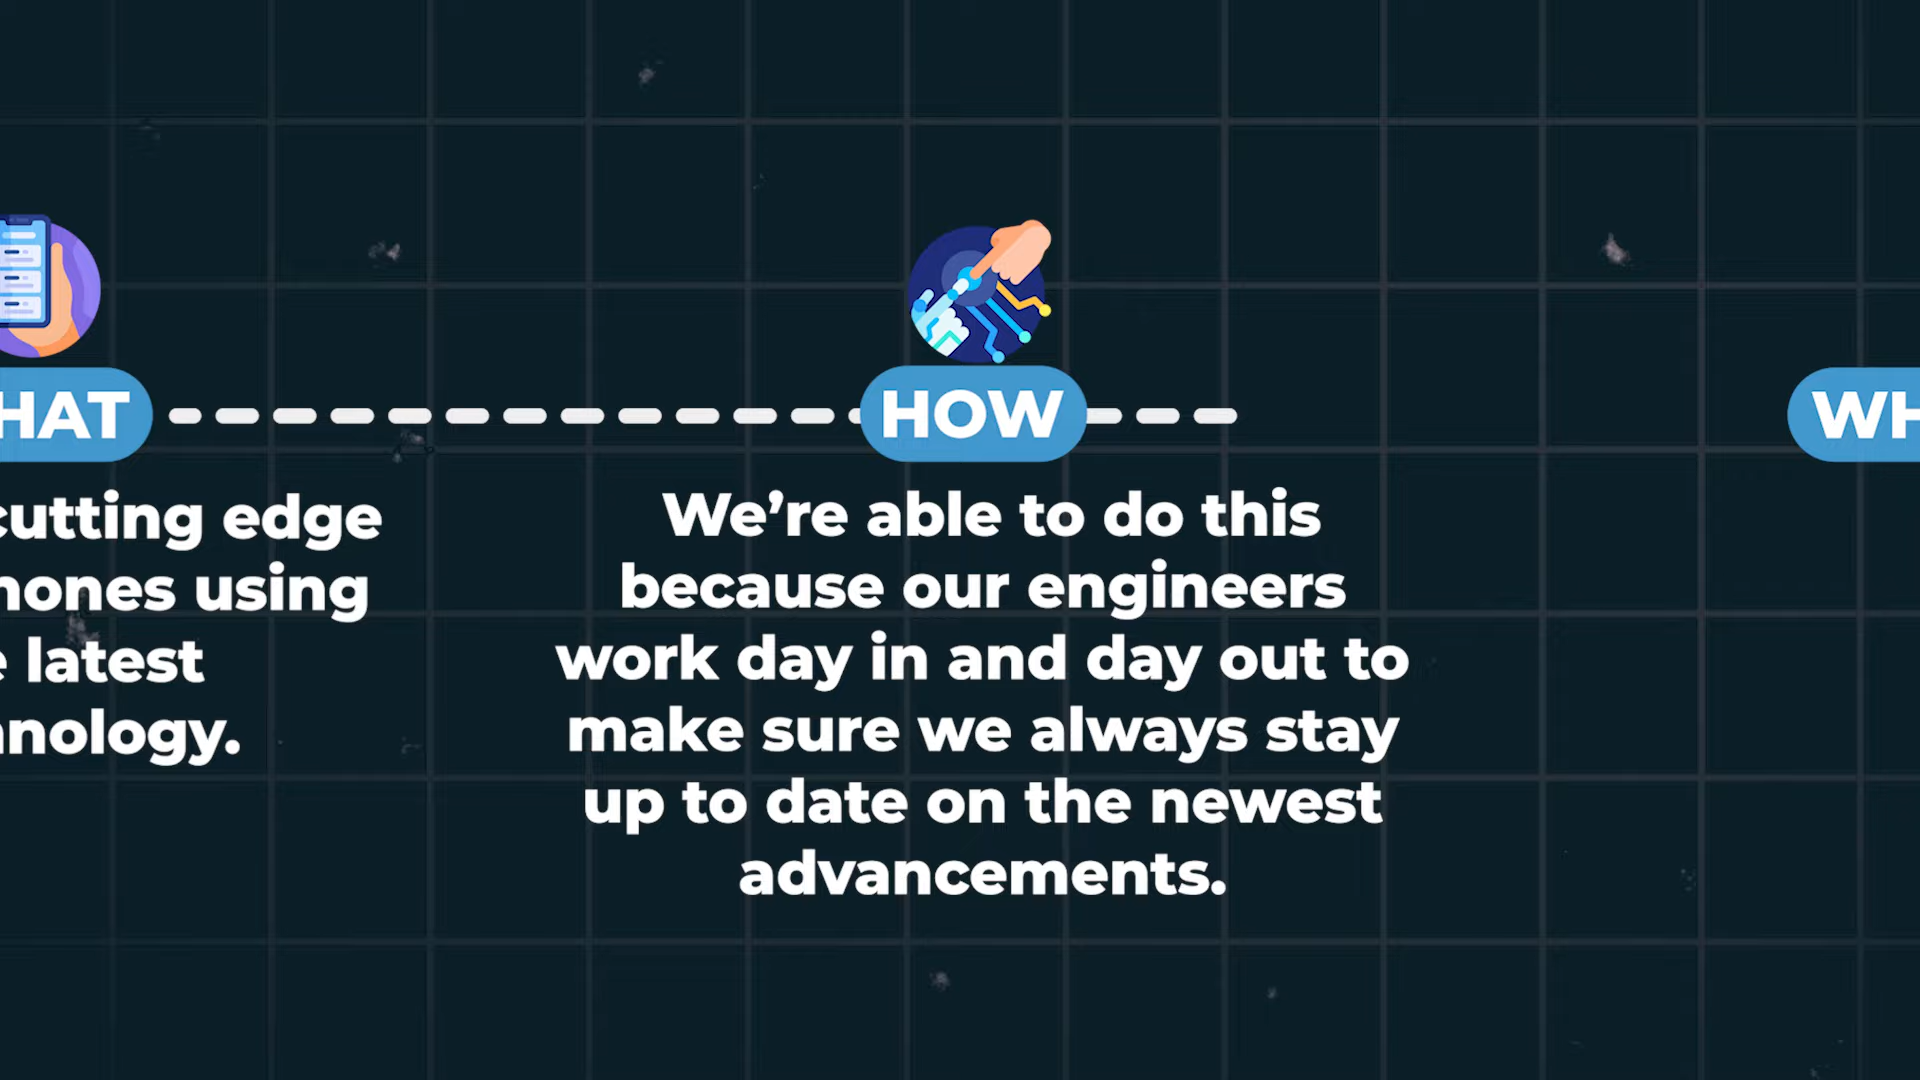 HAT
HOW
WH
cutting edge
hones using
latest
nology.
We’re able to do this
because our engineers
work day in and day out to
make sure we always stay
up to date on the newest
advancements.